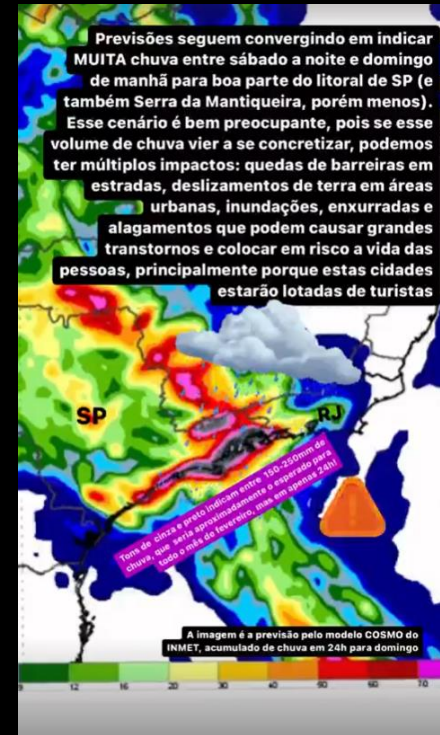 Previsões seguem convergindo em indicar
MUITA chuva entre sábado a noite e domingo
de manhã para boa parte do litoral de SP (e
também Serra da Mantiqueira, porém menos).
Esse cenário é bem preocupante, pois se esse
volume de chuva vier a se concretizar, podemos
ter múltiplos impactos: quedas de barreiras em
estradas, deslizamentos de terra em áreas
urbanas, inundações, enxurradas e
alagamentos que podem causar grandes
transtornos e colocar em risco a vida das
pessoas, principalmente porque estas cidades
estarão lotadas de turistas
SP
RJ
Tons de cinza e preto indicam entre 150-250mm de
chuva, que seria aproximadamente o esperado para
todo o mês de fevereiro, mas em apenas 24h!
A imagem é a previsão pelo modelo COSMO do
INMET, acumulado de chuva em 24h para domingo
12 16 20 30 40 50 60 70